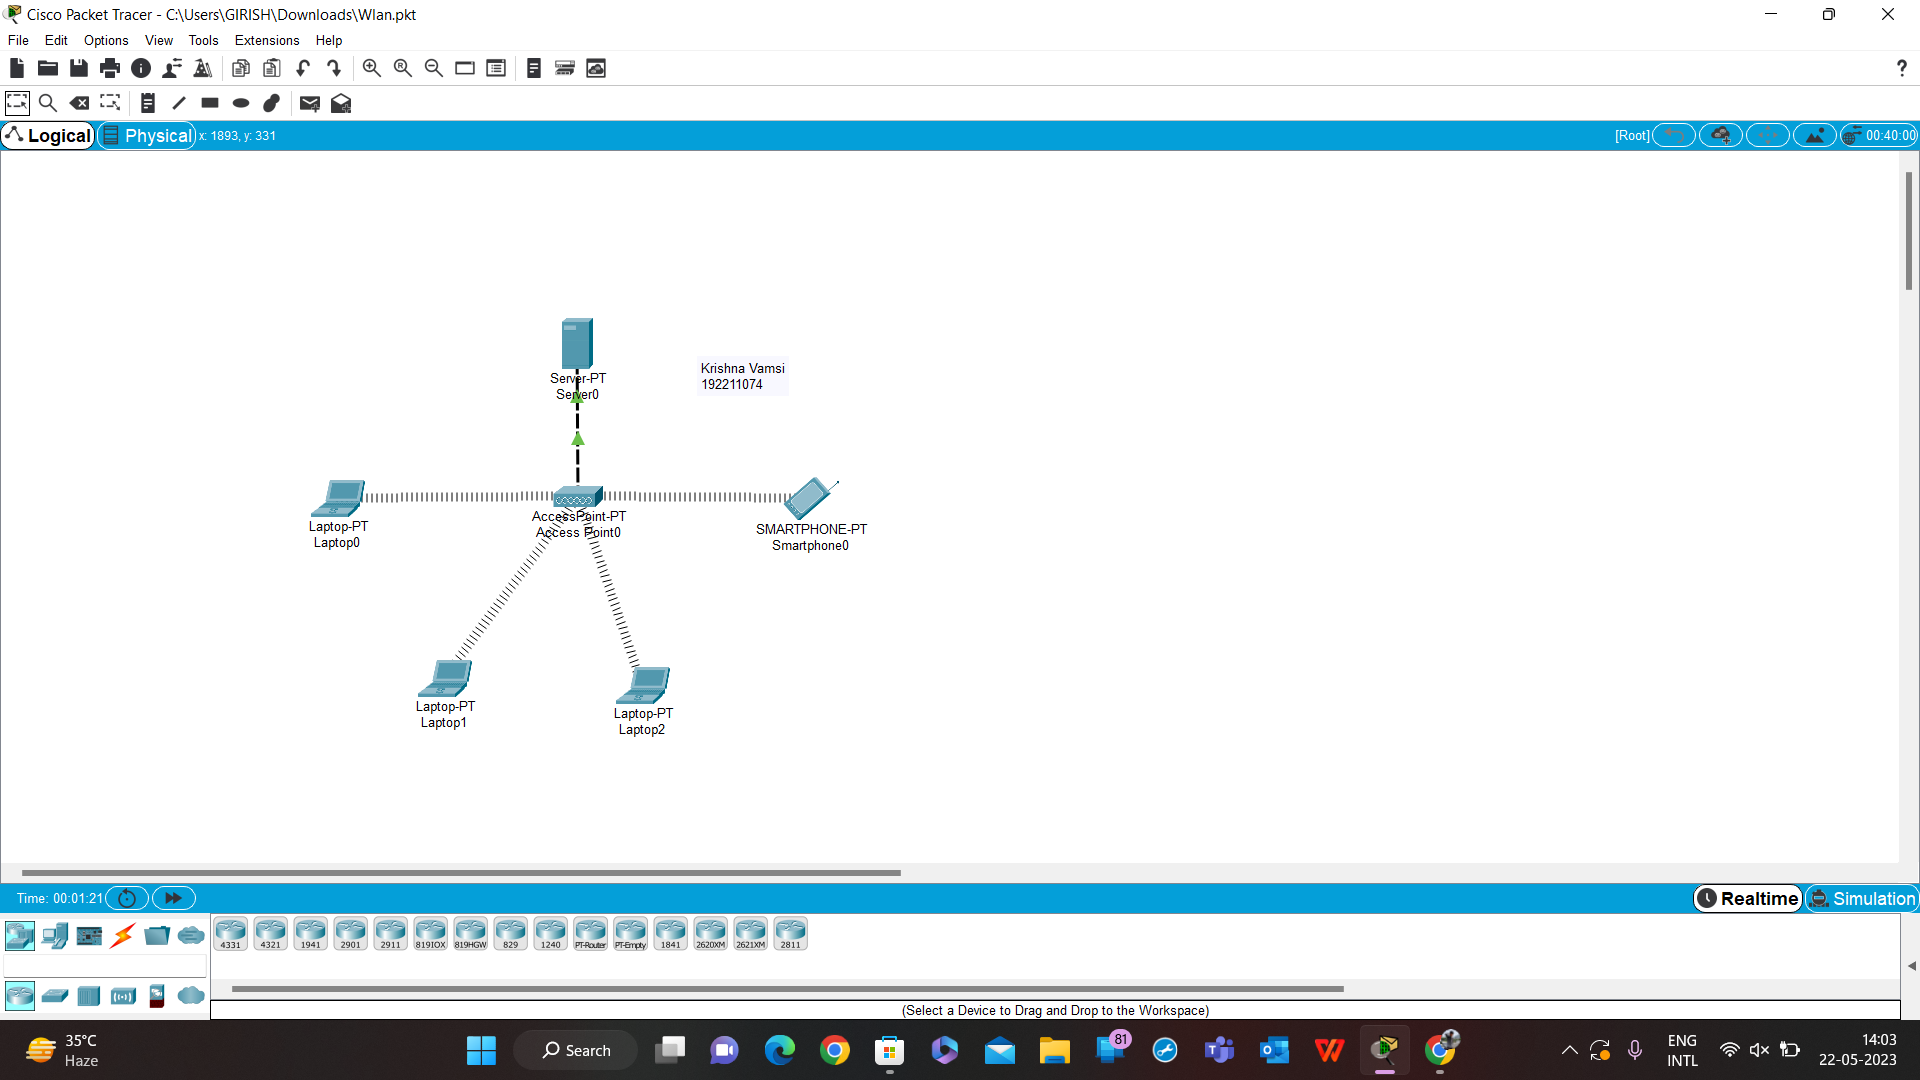 Cisco Packet Tracer - C:\Users\GIRISH\Downloads\Wlan.pkt
File Edit Options View Tools Extensions Help
Logical Physical x: 1893, y: 331 [Root] 00:40:00
Server-PT
Server0
Krishna Vamsi
192211074
Laptop-PT
Laptop0
AccessPoint-PT
Access Point0
SMARTPHONE-PT
Smartphone0
Laptop-PT
Laptop1
Laptop-PT
Laptop2
Time: 00:01:21 Realtime Simulation
4331 4321 1941 2901 2911 819IOX 819HGW 829 1240 PT-Router PT-Empty 1841 2620XM 2621XM 2811
(Select a Device to Drag and Drop to the Workspace)
35°C
Haze
Search
81
ENG
INTL
14:03
22-05-2023